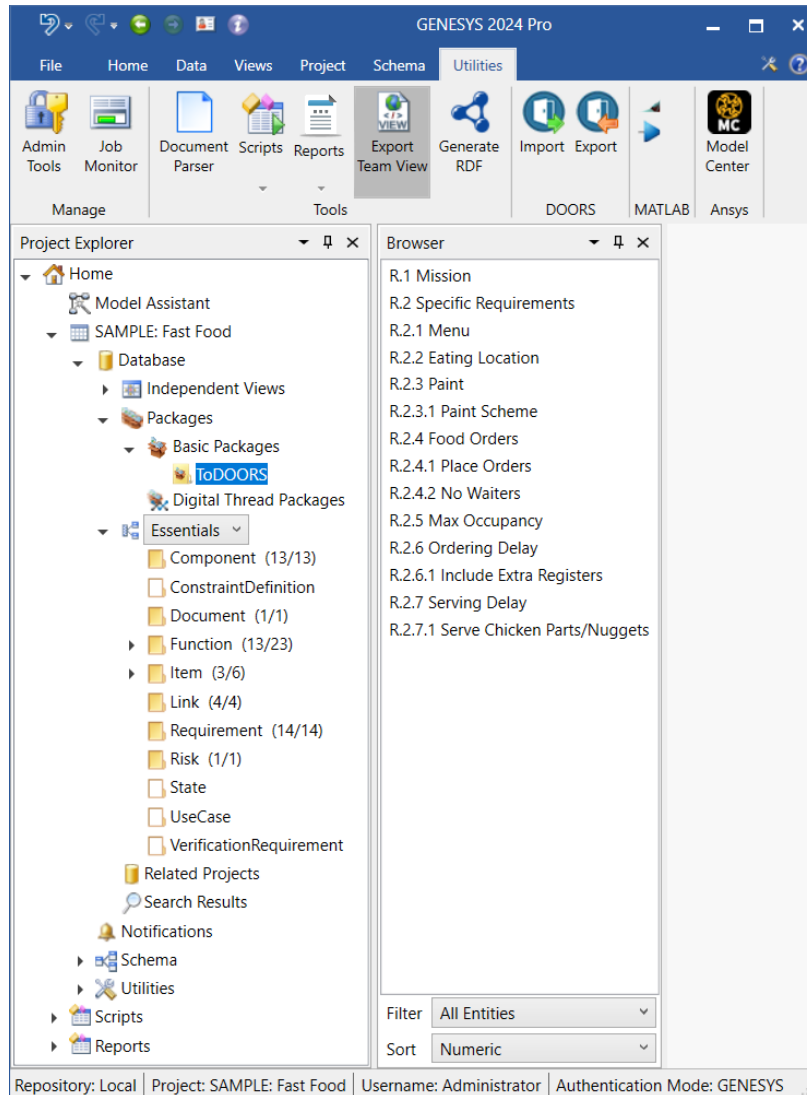 GENESYS 2024 Pro
File Home Data Views Project Schema Utilities
Admin Tools
Job Monitor
Document Parser
Scripts
Reports
</> VIEW
Export Team View
Generate RDF
Import
Export
MC
Model Center
Manage
Tools
DOORS
MATLAB
Ansys
Project Explorer
Home
Model Assistant
SAMPLE: Fast Food
Database
Independent Views
Packages
Basic Packages
ToDOORS
Digital Thread Packages
Essentials
Component (13/13)
ConstraintDefinition
Document (1/1)
Function (13/23)
Item (3/6)
Link (4/4)
Requirement (14/14)
Risk (1/1)
State
UseCase
VerificationRequirement
Related Projects
Search Results
Notifications
Schema
Utilities
Scripts
Reports
Browser
R.1 Mission
R.2 Specific Requirements
R.2.1 Menu
R.2.2 Eating Location
R.2.3 Paint
R.2.3.1 Paint Scheme
R.2.4 Food Orders
R.2.4.1 Place Orders
R.2.4.2 No Waiters
R.2.5 Max Occupancy
R.2.6 Ordering Delay
R.2.6.1 Include Extra Registers
R.2.7 Serving Delay
R.2.7.1 Serve Chicken Parts/Nuggets
Filter All Entities
Sort Numeric
Repository: Local Project: SAMPLE: Fast Food Username: Administrator Authentication Mode: GENESYS